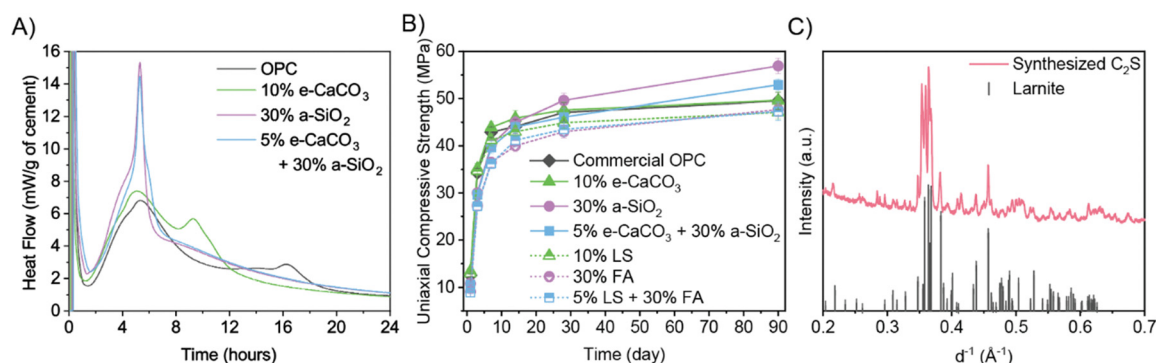 A)
Heat Flow (mW/g of cement)
16
14
12
10
8
6
4
2
0
0
4
8
12
16
20
24
Time (hours)
OPC
10% e-CaCO₃
30% a-SiO₂
5% e-CaCO₃
+ 30% a-SiO₂
B)
Uniaxial Compressive Strength (MPa)
60
50
40
30
20
10
0
10
20
30
40
50
60
70
80
90
Time (day)
Commercial OPC
10% e-CaCO₃
30% a-SiO₂
5% e-CaCO₃ + 30% a-SiO₂
10% LS
30% FA
5% LS + 30% FA
C)
Intensity (a.u.)
Synthesized C₂S
Larnite
0.2
0.3
0.4
0.5
0.6
0.7
d⁻¹ (Å⁻¹)